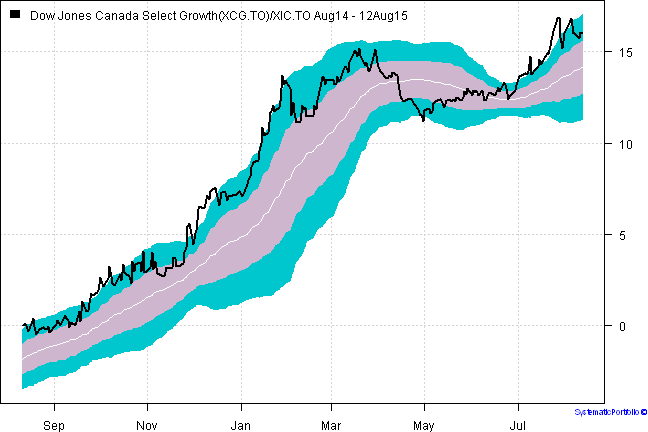 Dow Jones Canada Select Growth(XCG.TO)/XIC.TO Aug14 - 12Aug15
15
10
5
0
Sep Nov Jan Mar May Jul
SystematicPortfolio ©